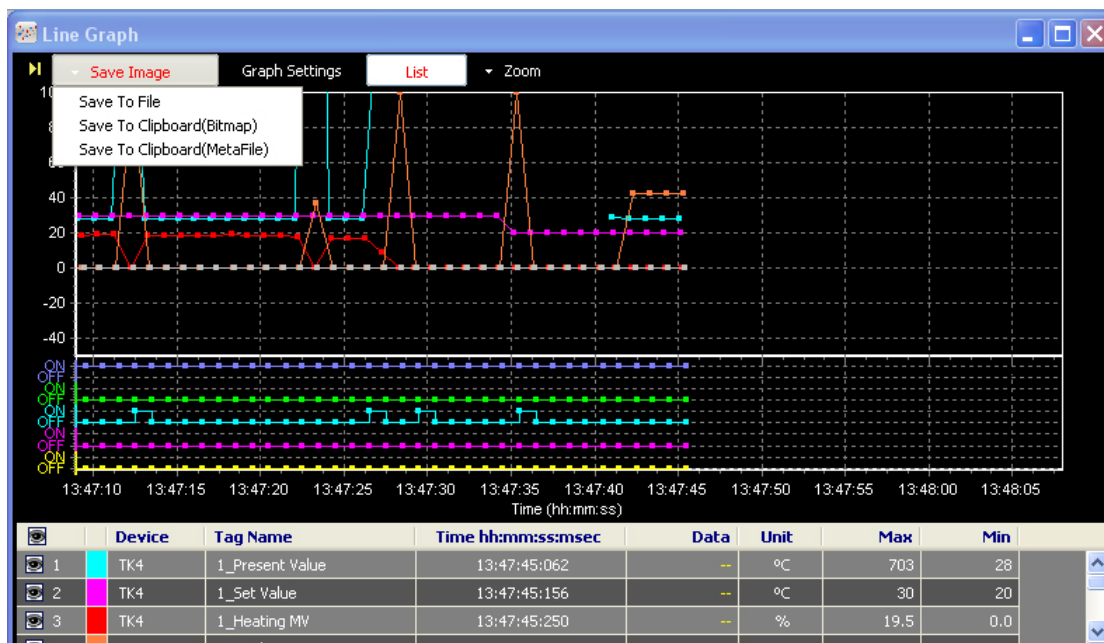 Line Graph
Save Image Graph Settings List Zoom
Save To File
Save To Clipboard(Bitmap)
Save To Clipboard(MetaFile)
40
20
0
-20
-40
ON
OFF
ON
OFF
ON
OFF
ON
OFF
ON
OFF
13:47:10 13:47:15 13:47:20 13:47:25 13:47:30 13:47:35 13:47:40 13:47:45 13:47:50 13:47:55 13:48:00 13:48:05
Time (hh:mm:ss)
Device Tag Name Time hh:mm:ss:msec Data Unit Max Min
1 TK4 1_Present Value 13:47:45:062 -- ºC 703 28
2 TK4 1_Set Value 13:47:45:156 -- ºC 30 20
3 TK4 1_Heating MV 13:47:45:250 -- % 19.5 0.0